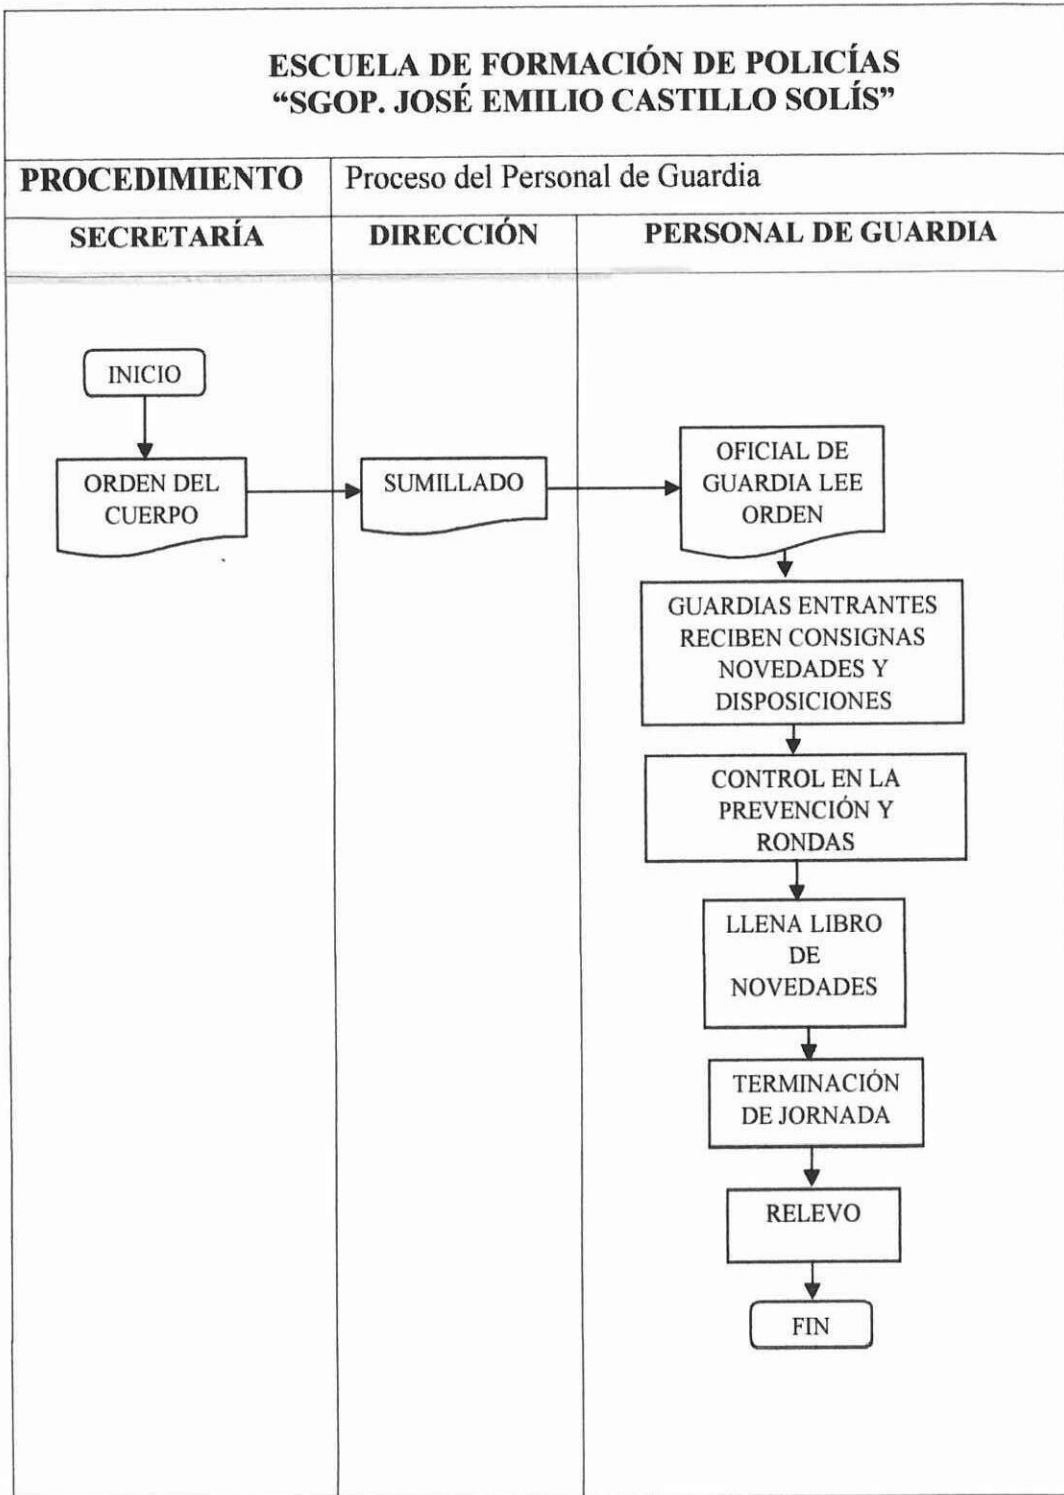 ESCUELA DE FORMACIÓN DE POLICÍAS
“SGOP. JOSÉ EMILIO CASTILLO SOLÍS”
PROCEDIMIENTO
Proceso del Personal de Guardia
SECRETARÍA
DIRECCIÓN
PERSONAL DE GUARDIA
INICIO
ORDEN DEL
CUERPO
SUMILLADO
OFICIAL DE
GUARDIA LEE
ORDEN
GUARDIAS ENTRANTES
RECIBEN CONSIGNAS
NOVEDADES Y
DISPOSICIONES
CONTROL EN LA
PREVENCIÓN Y
RONDAS
LLENA LIBRO
DE
NOVEDADES
TERMINACIÓN
DE JORNADA
RELEVO
FIN